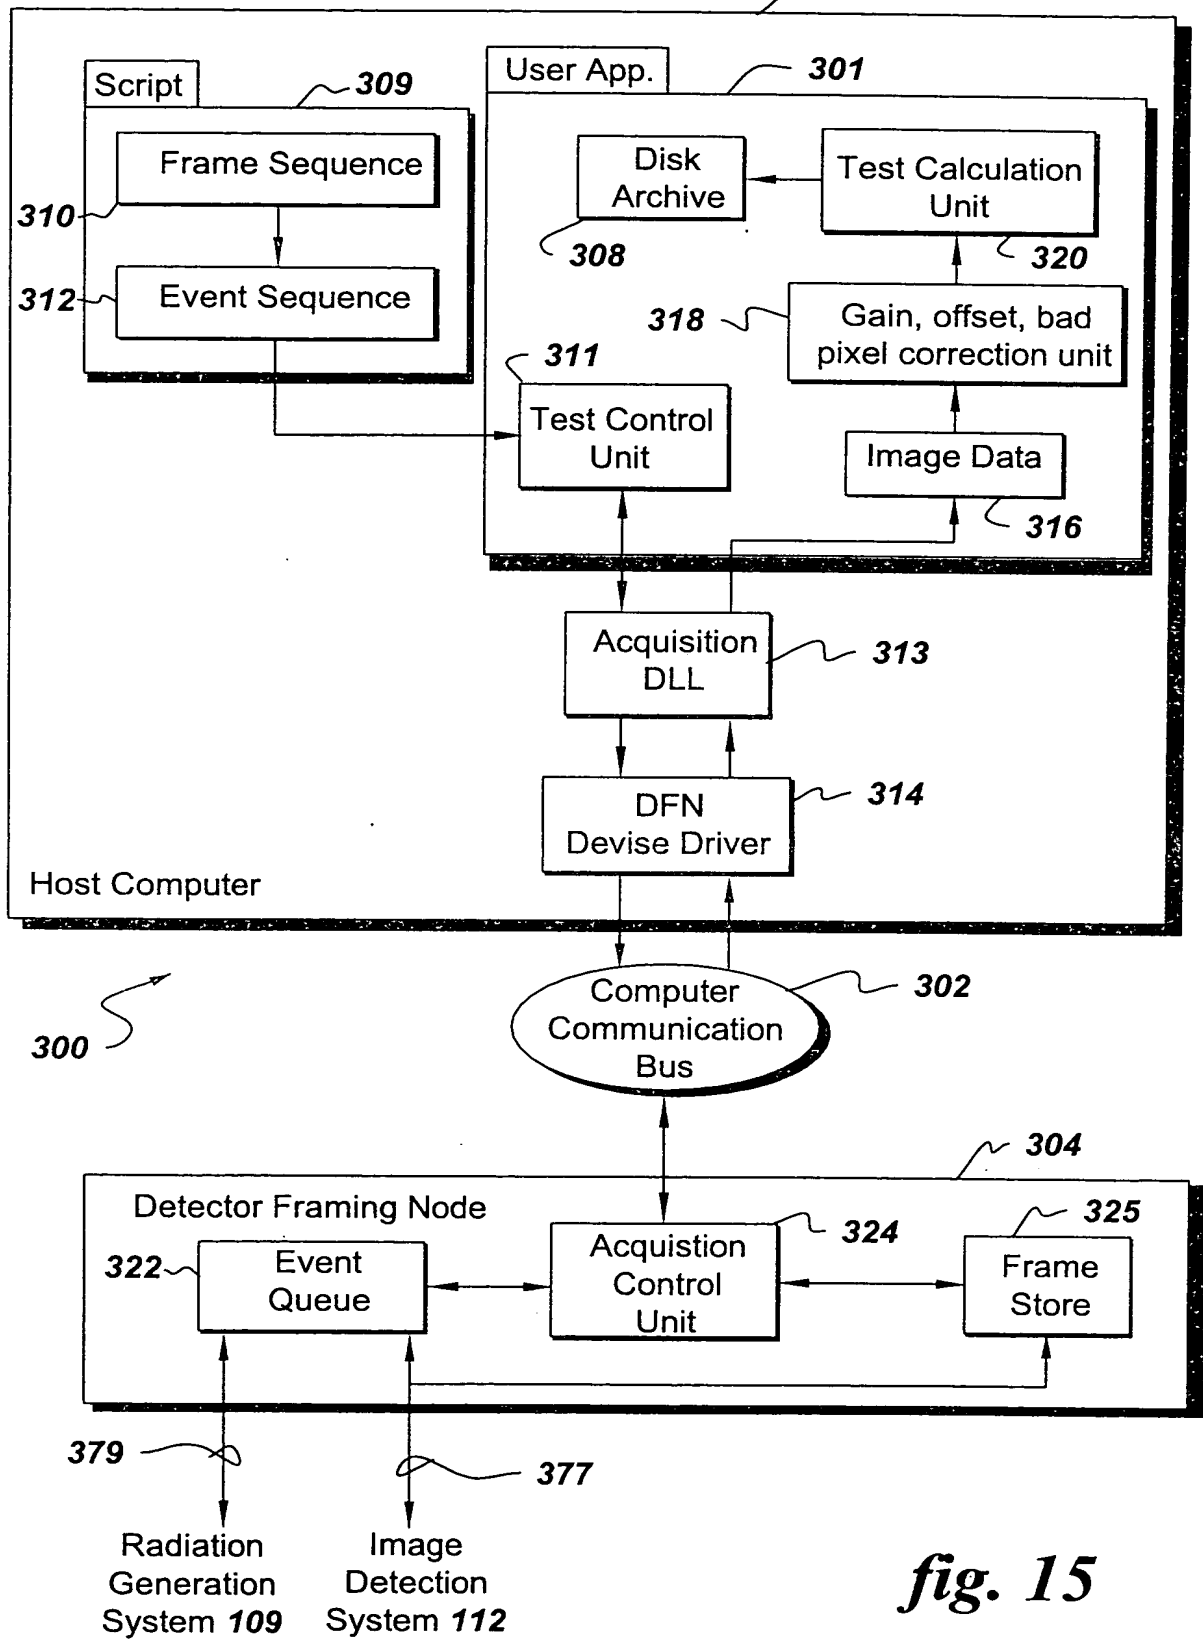 Script
309
Frame Sequence
310
312
Event Sequence
User App.
301
Disk
Archive
308
Test Calculation
Unit
320
318
Gain, offset, bad
pixel correction unit
311
Test Control
Unit
Image Data
316
Acquisition
DLL
313
DFN
Devise Driver
314
Host Computer
300
Computer
Communication
Bus
302
304
Detector Framing Node
322
Event
Queue
Acquistion
Control
Unit
324
325
Frame
Store
379
377
Radiation
Generation
System 109
Image
Detection
System 112
fig. 15